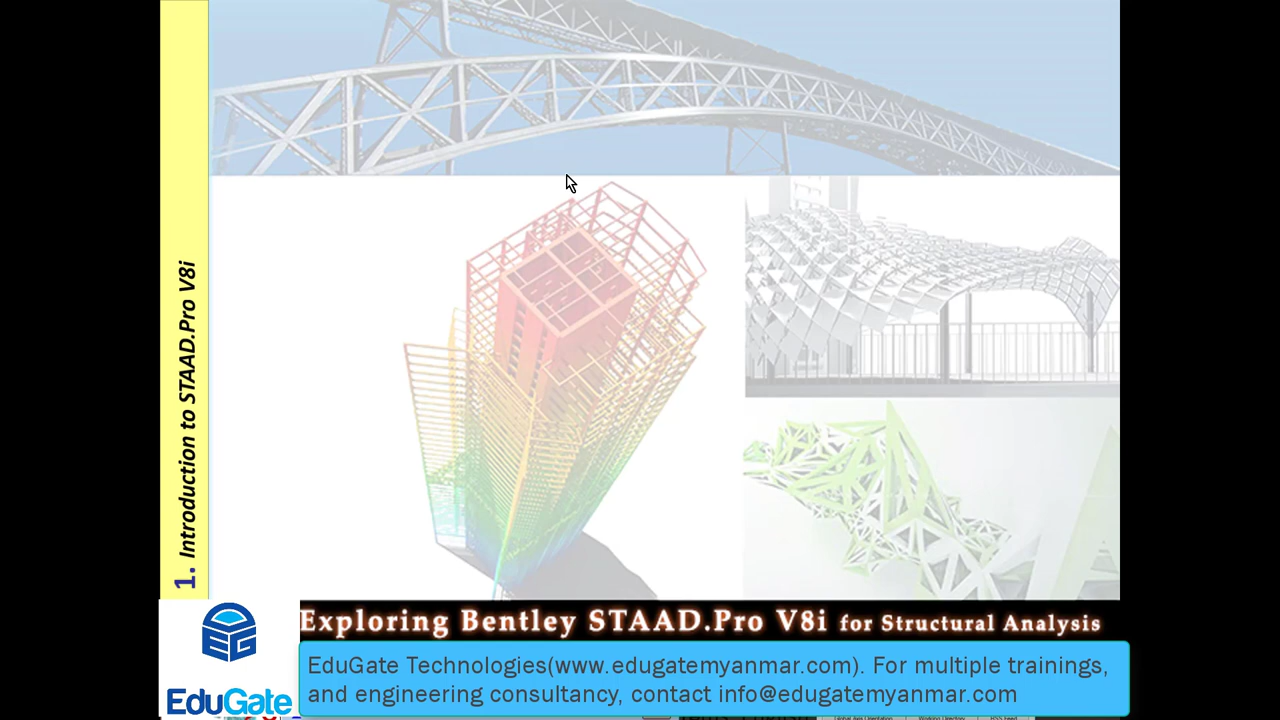 1. Introduction to STAAD.Pro V8i
Exploring Bentley STAAD.Pro V8i for Structural Analysis
EG
EduGate
EduGate Technologies(www.edugatemyanmar.com). For multiple trainings,
and engineering consultancy, contact info@edugatemyanmar.com